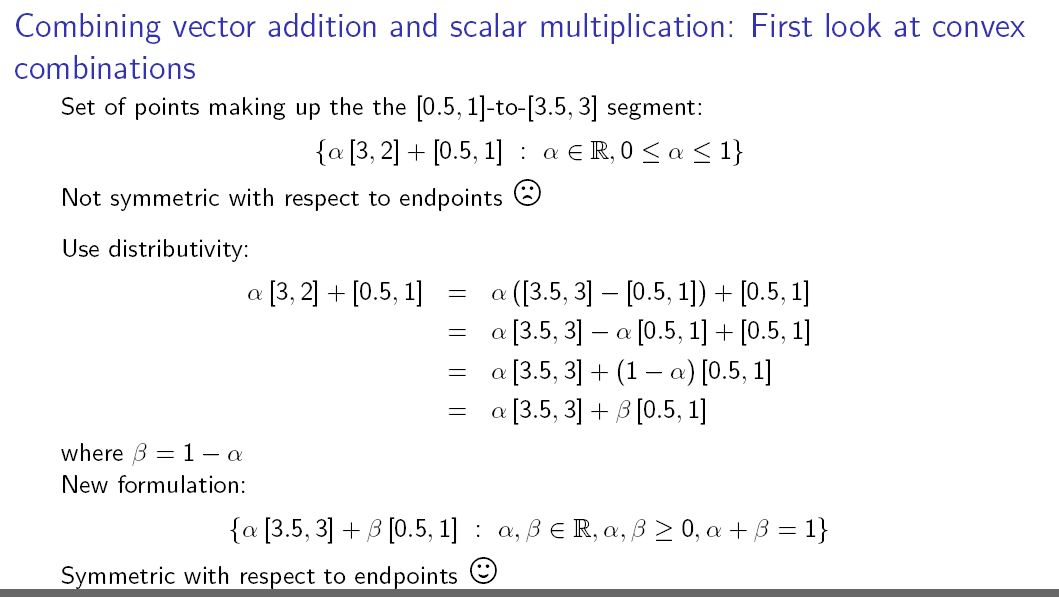 Combining vector addition and scalar multiplication: First look at convex
combinations
Set of points making up the the [0.5, 1]-to-[3.5, 3] segment:
{α [3, 2] + [0.5, 1] : α ∈ ℝ, 0 ≤ α ≤ 1}
Not symmetric with respect to endpoints ☹
Use distributivity:
α [3, 2] + [0.5, 1] = α ([3.5, 3] − [0.5, 1]) + [0.5, 1]
= α [3.5, 3] − α [0.5, 1] + [0.5, 1]
= α [3.5, 3] + (1 − α) [0.5, 1]
= α [3.5, 3] + β [0.5, 1]
where β = 1 − α
New formulation:
{α [3.5, 3] + β [0.5, 1] : α, β ∈ ℝ, α, β ≥ 0, α + β = 1}
Symmetric with respect to endpoints ☺